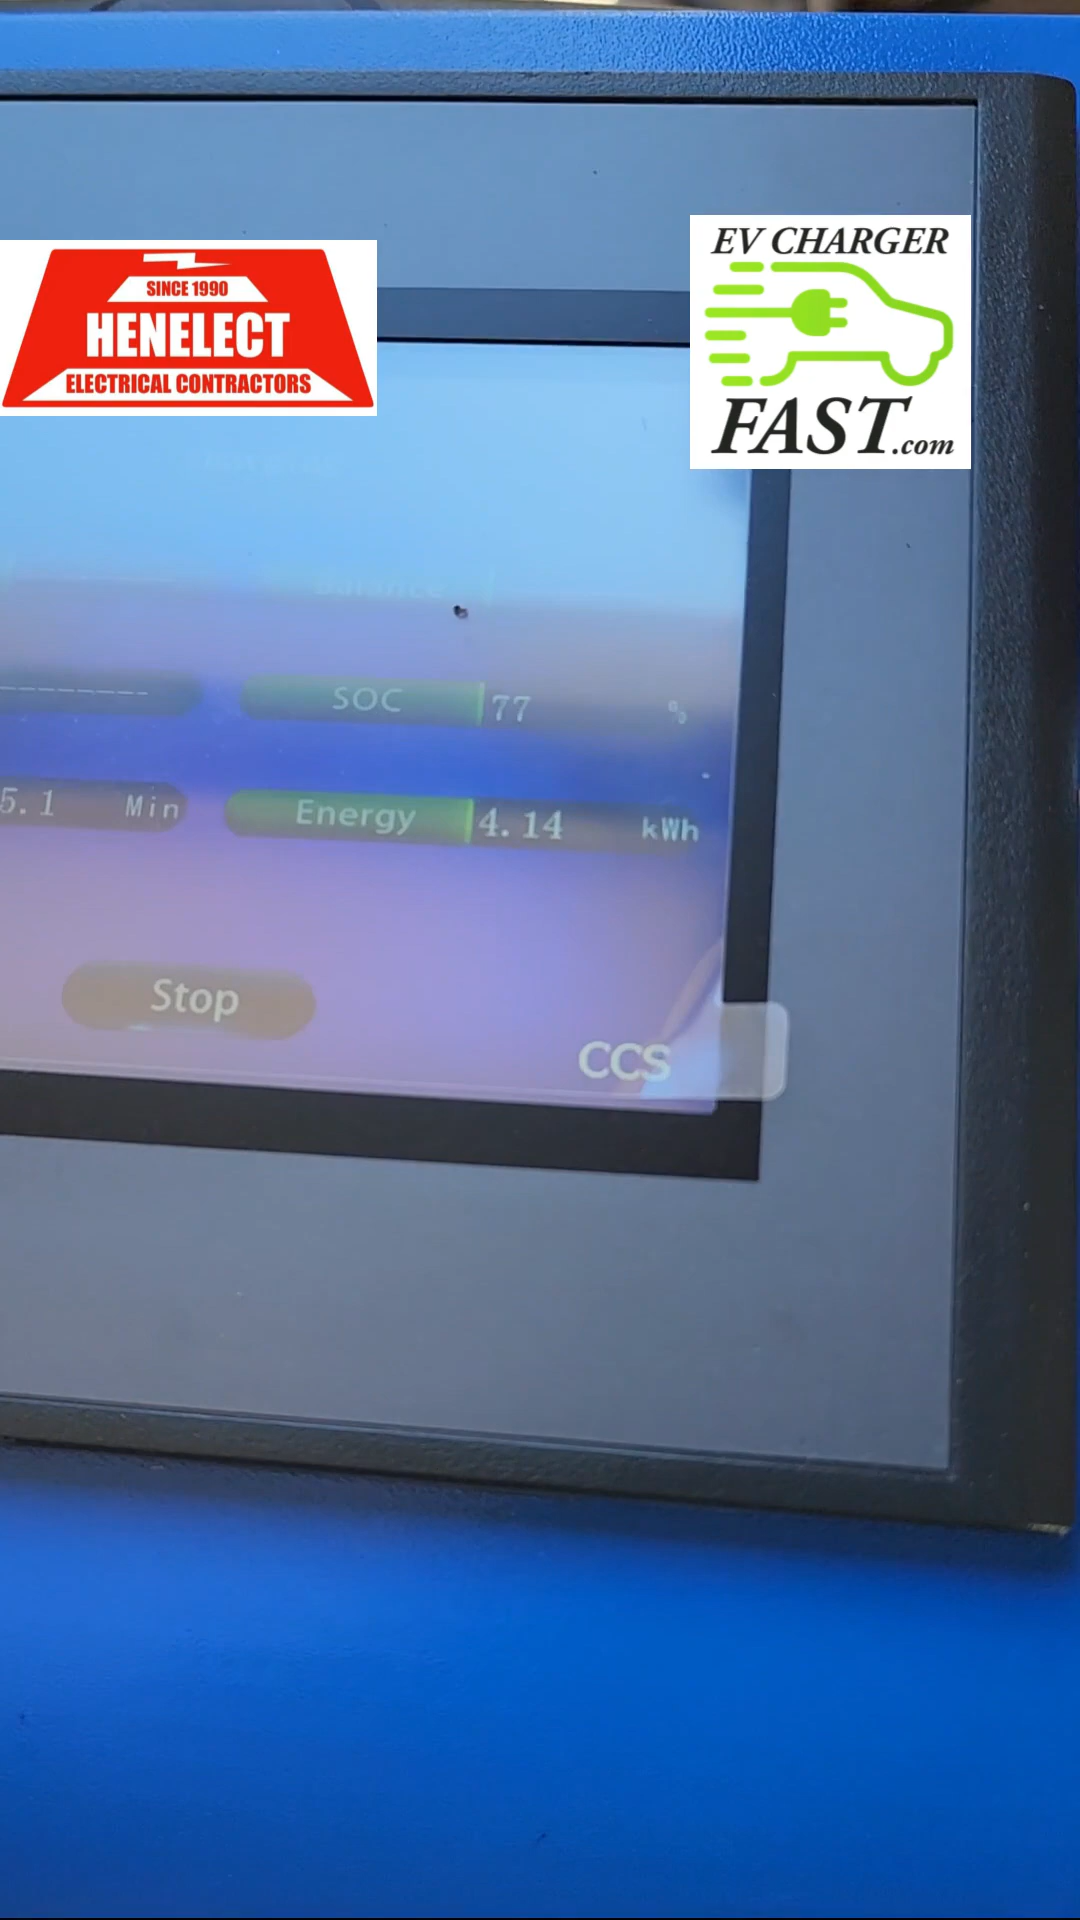 SINCE 1990
HENELECT
ELECTRICAL CONTRACTORS
EV CHARGER
FAST.com
Balance
---------
SOC 77 %
5.1 Min
Energy 4.14 kWh
Stop
CCS